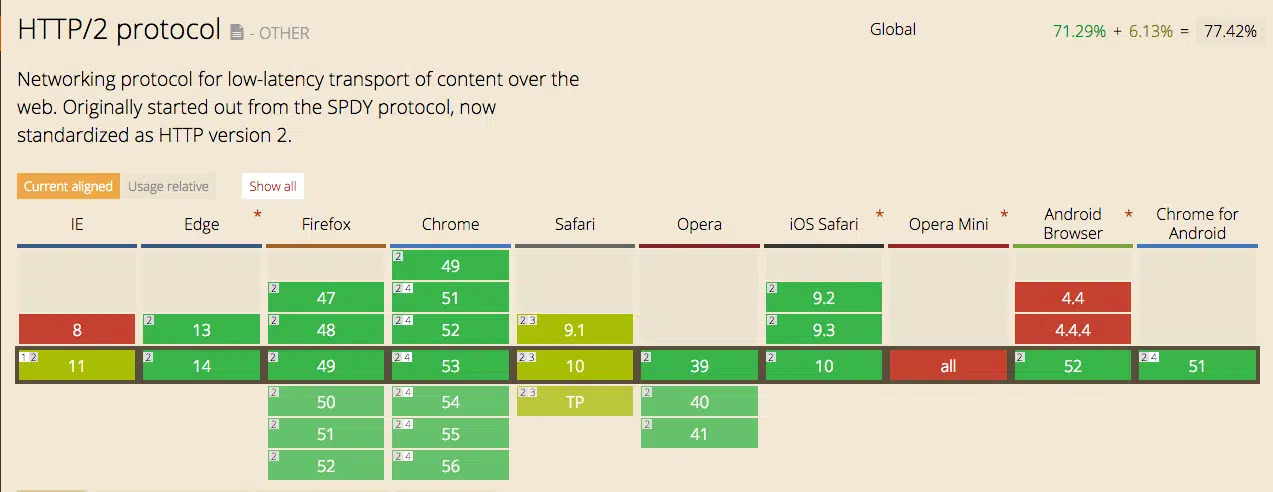 HTTP/2 protocol - OTHER
Global
71.29% + 6.13% = 77.42%
Networking protocol for low-latency transport of content over the
web. Originally started out from the SPDY protocol, now
standardized as HTTP version 2.
Current aligned Usage relative Show all
IE Edge * Firefox Chrome Safari Opera iOS Safari * Opera Mini * Android Browser * Chrome for Android
2 49
2 47 2 4 51 2 9.2 4.4
8 2 13 2 48 2 4 52 2 3 9.1 2 9.3 4.4.4
1 2 11 2 14 2 49 2 4 53 2 3 10 2 39 2 10 all 2 52 2 4 51
2 50 2 4 54 2 3 TP 2 40
2 51 2 4 55 2 41
2 52 2 4 56